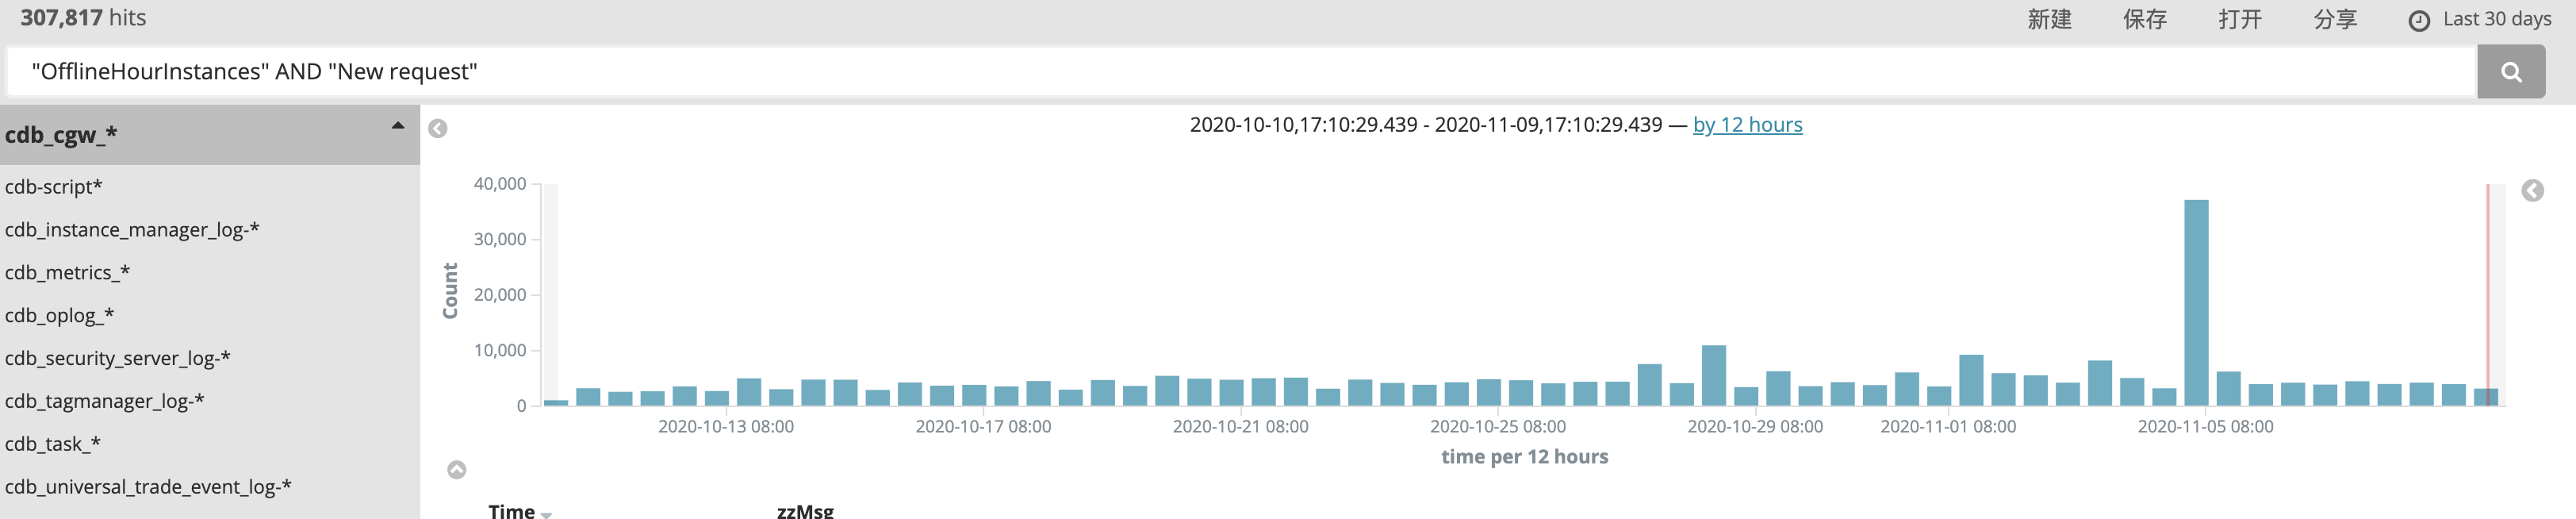 307,817 hits
新建 保存 打开 分享 Last 30 days
"OfflineHourInstances" AND "New request"
cdb_cgw_*
cdb-script*
cdb_instance_manager_log-*
cdb_metrics_*
cdb_oplog_*
cdb_security_server_log-*
cdb_tagmanager_log-*
cdb_task_*
cdb_universal_trade_event_log-*
2020-10-10,17:10:29.439 - 2020-11-09,17:10:29.439 — by 12 hours
Count
40,000
30,000
20,000
10,000
0
2020-10-13 08:00 2020-10-17 08:00 2020-10-21 08:00 2020-10-25 08:00 2020-10-29 08:00 2020-11-01 08:00 2020-11-05 08:00
time per 12 hours
Time zzMsg